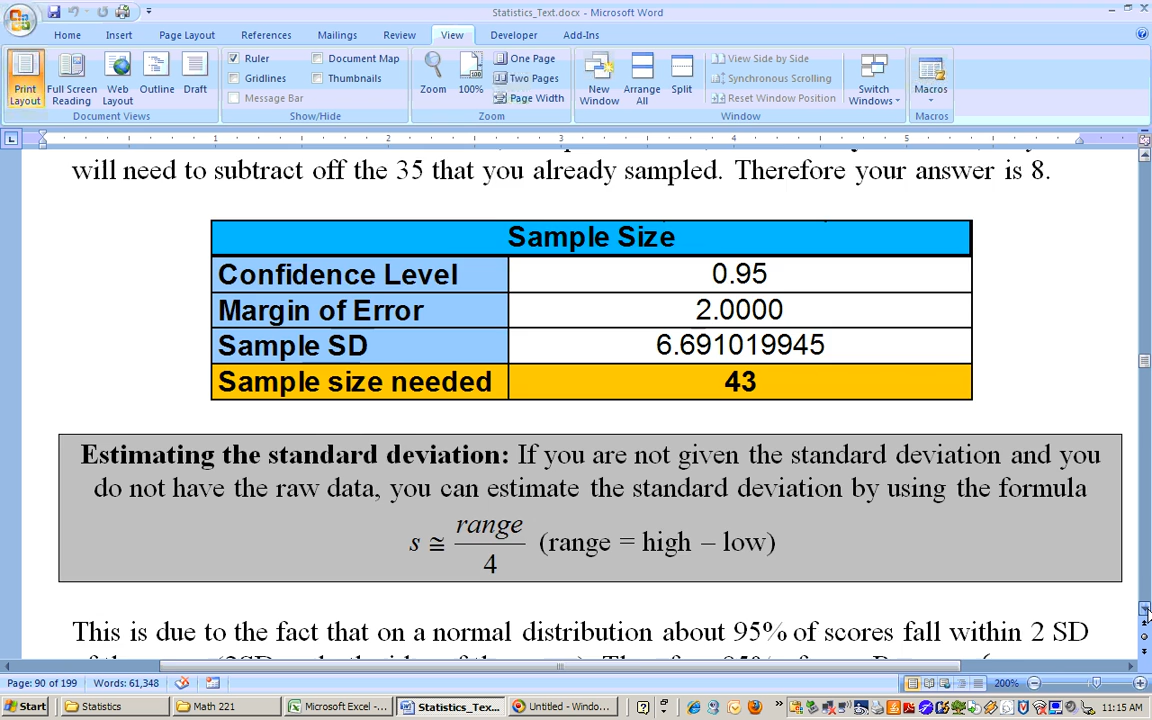 Statistics_Text.docx - Microsoft Word
Home Insert Page Layout References Mailings Review View Developer Add-Ins
Print Layout
Full Screen Reading
Web Layout
Outline
Draft
Document Views
Ruler
Gridlines
Message Bar
Document Map
Thumbnails
Show/Hide
Zoom
100%
One Page
Two Pages
Page Width
Zoom
New Window
Arrange All
Split
View Side by Side
Synchronous Scrolling
Reset Window Position
Switch Windows
Window
Macros
Macros
1 2 3 4 5
will need to subtract off the 35 that you already sampled. Therefore your answer is 8.
Sample Size
Confidence Level 0.95
Margin of Error 2.0000
Sample SD 6.691019945
Sample size needed 43
Estimating the standard deviation: If you are not given the standard deviation and you
do not have the raw data, you can estimate the standard deviation by using the formula
s ≅ range/4 (range = high – low)
This is due to the fact that on a normal distribution about 95% of scores fall within 2 SD
Page: 90 of 199 Words: 61,348 200%
Start Statistics Math 221 Microsoft Excel -... Statistics_Tex... Untitled - Windo... 11:15 AM